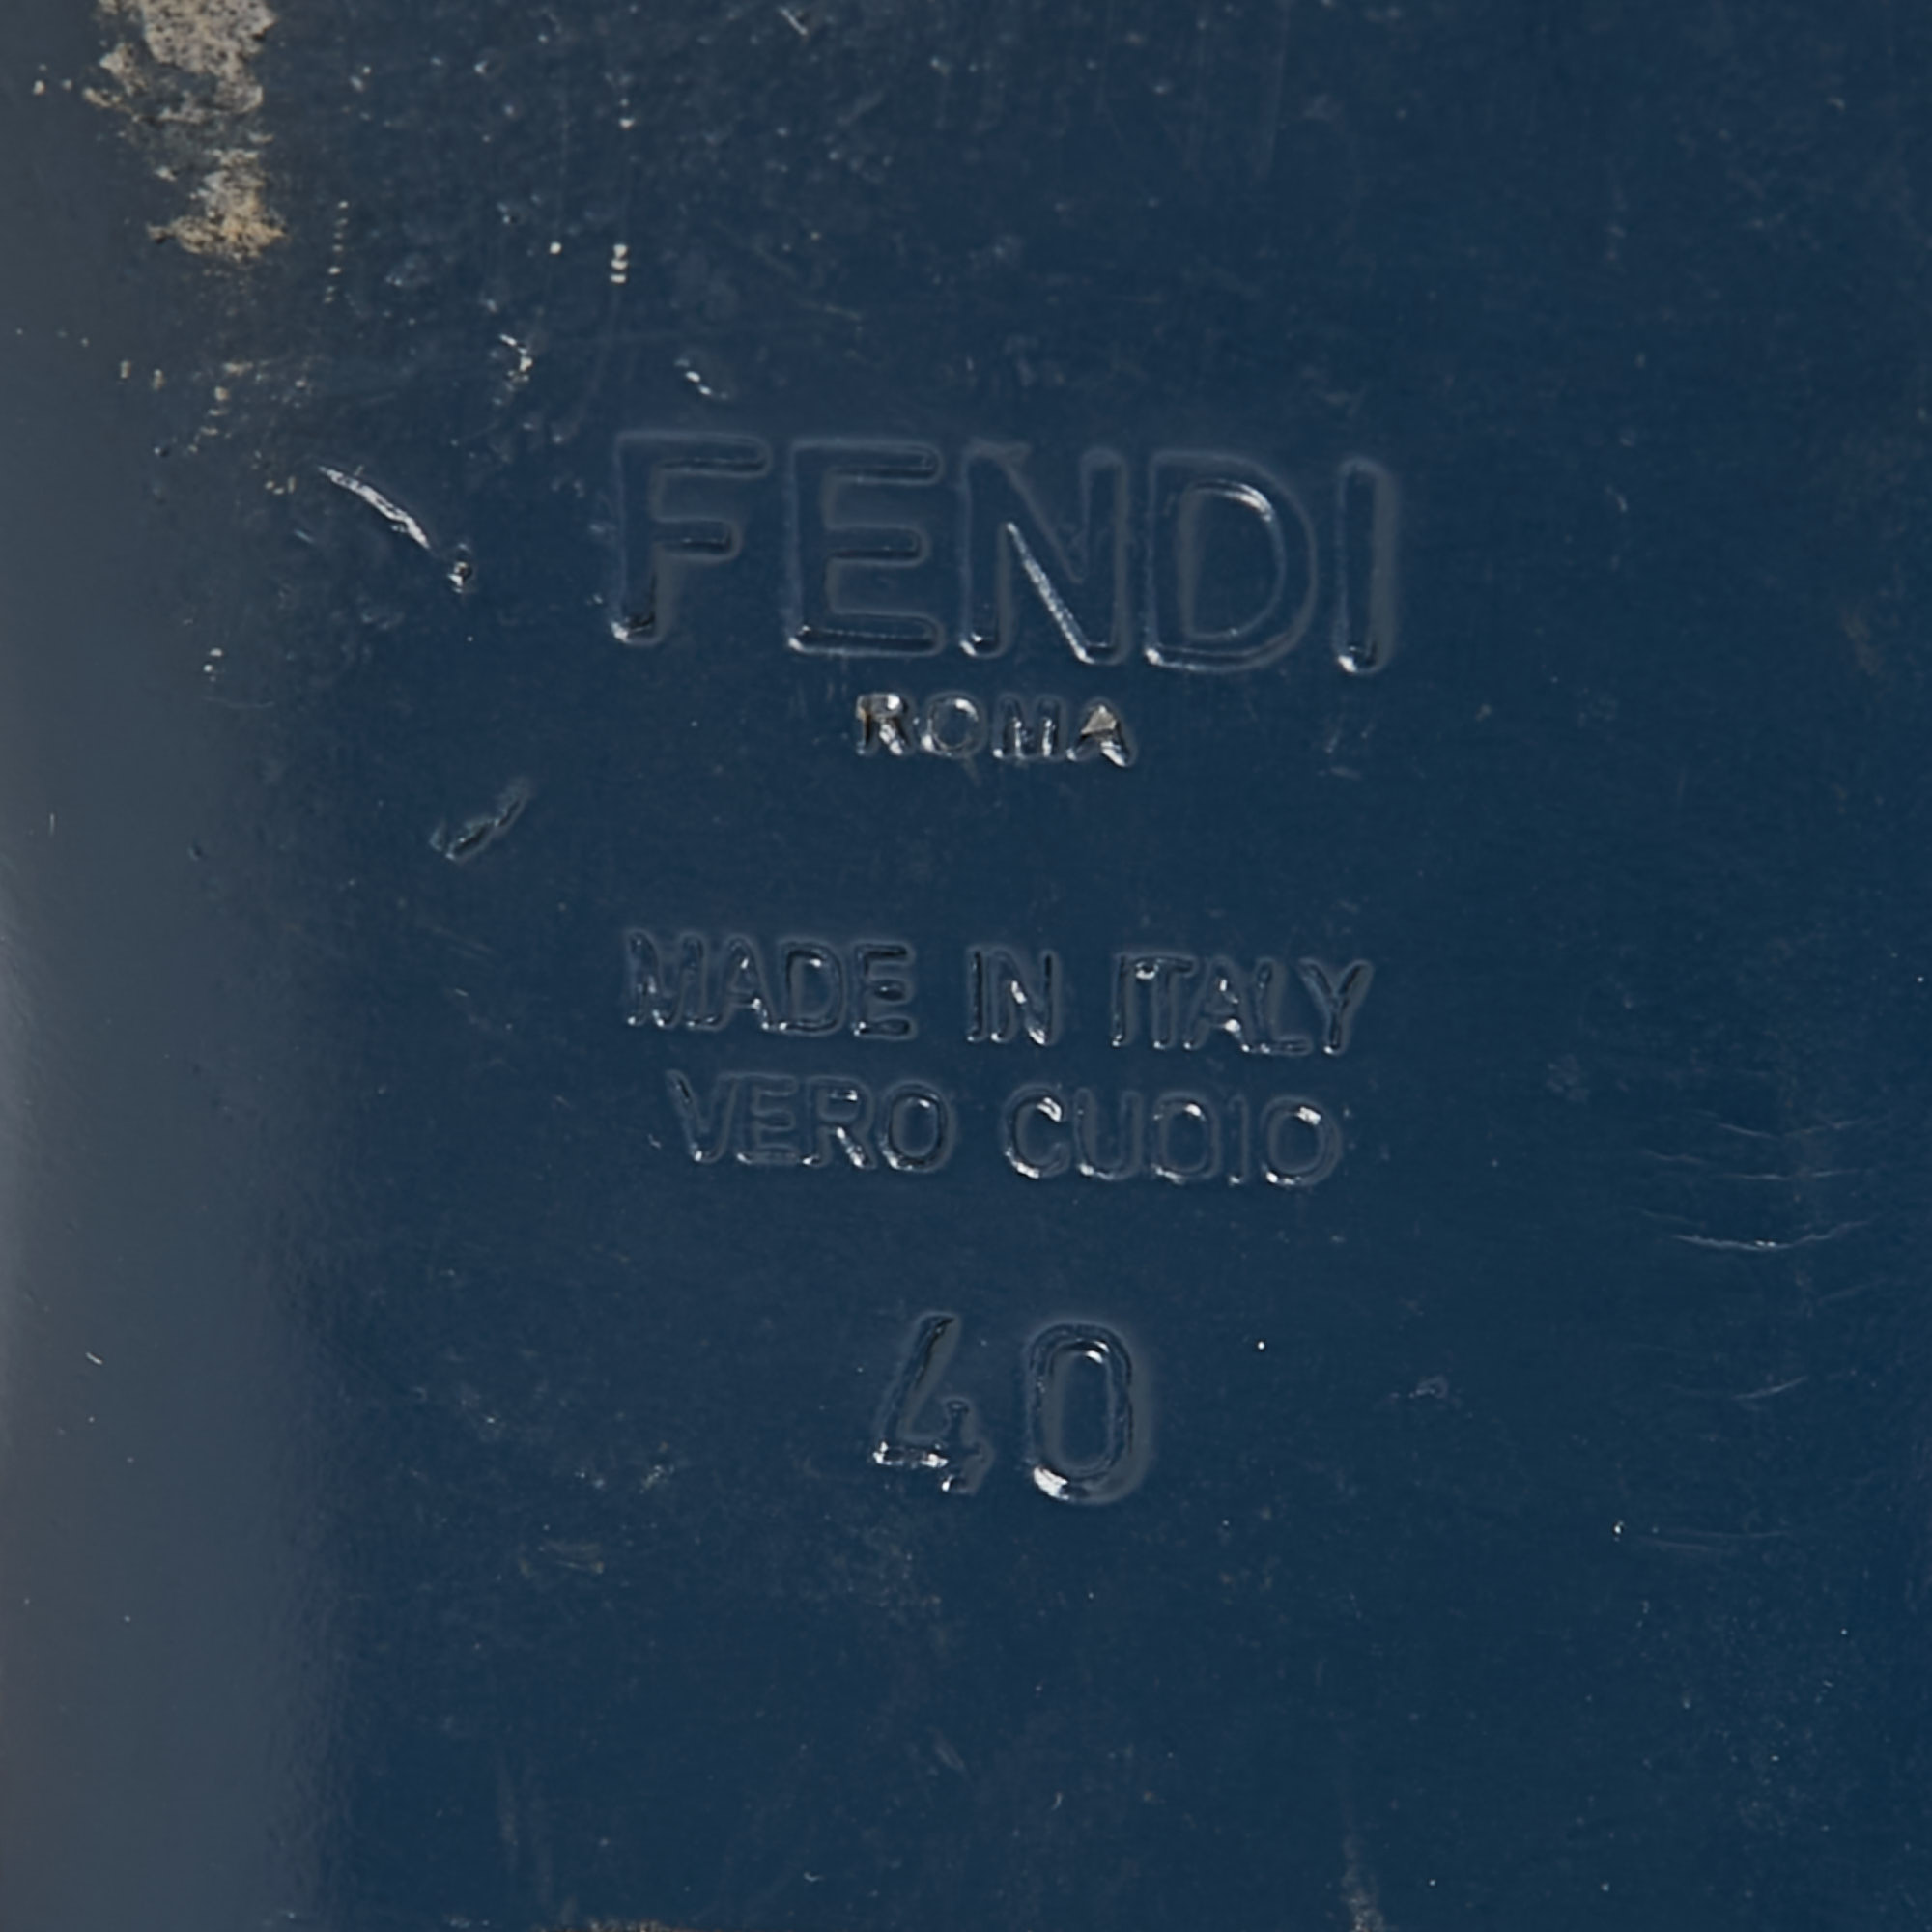 FENDI
ROMA
MADE IN ITALY
VERO CUOIO
40